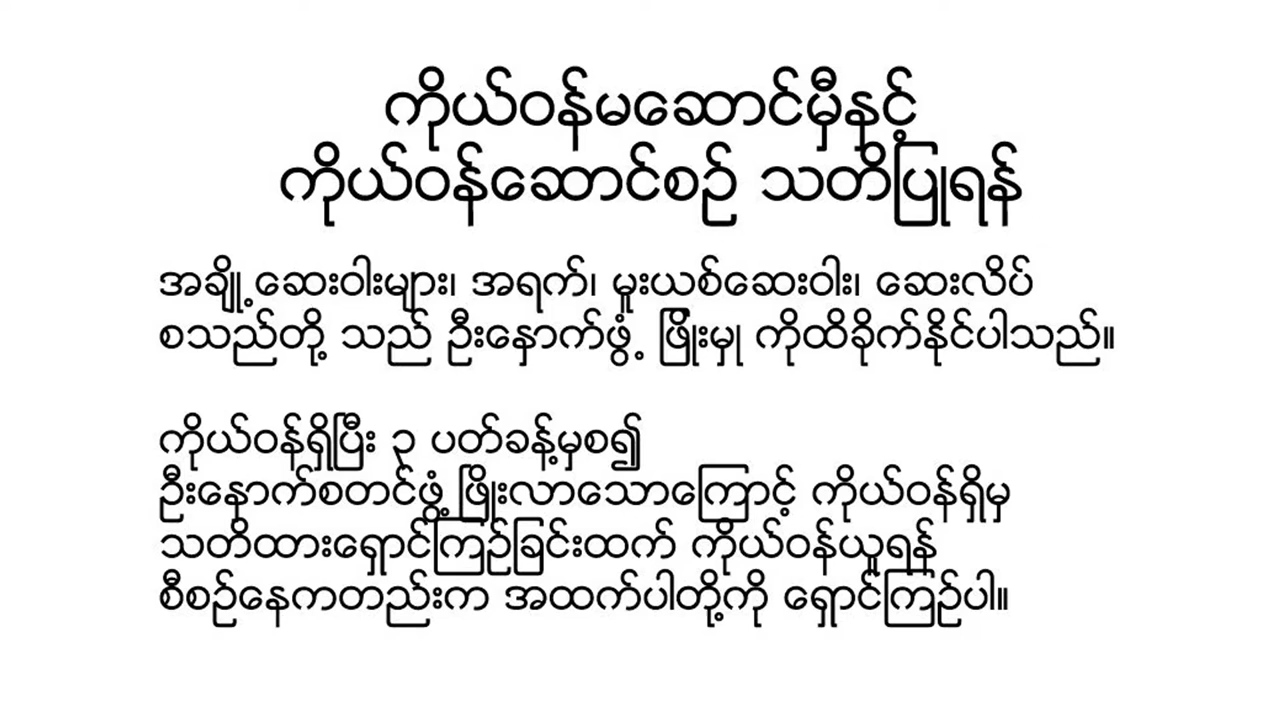 ကိုယ်ဝန်မဆောင်မှီနှင့်
ကိုယ်ဝန်ဆောင်စဉ် သတိပြုရန်
အချို့ဆေးဝါးများ၊ အရက်၊ မူးယစ်ဆေးဝါး၊ ဆေးလိပ်
စသည်တို့ သည် ဦးနှောက်ဖွံ့ ဖြိုးမှု ကိုထိခိုက်နိုင်ပါသည်။
ကိုယ်ဝန်ရှိပြီး ၃ ပတ်ခန့်မှစ၍
ဦးနှောက်စတင်ဖွံ့ဖြိုးလာသောကြောင့် ကိုယ်ဝန်ရှိမှ
သတိထားရှောင်ကြဉ်ခြင်းထက် ကိုယ်ဝန်ယူရန်
စီစဉ်နေကတည်းက အထက်ပါတို့ကို ရှောင်ကြဉ်ပါ။